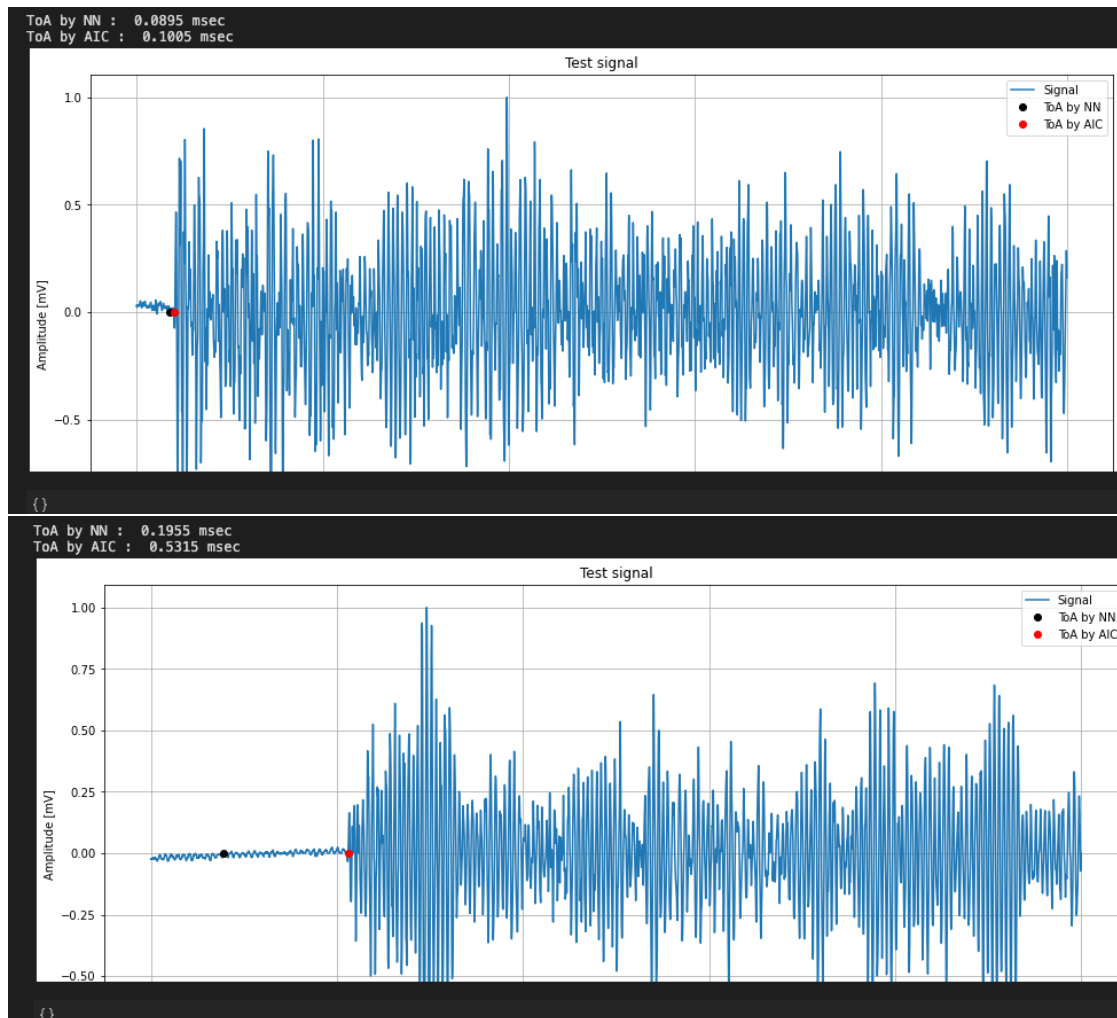 ToA by NN :  0.0895 msec
ToA by AIC :  0.1005 msec
Test signal
Signal
ToA by NN
ToA by AIC
1.0
0.5
0.0
−0.5
Amplitude [mV]
{}
ToA by NN :  0.1955 msec
ToA by AIC :  0.5315 msec
Test signal
Signal
ToA by NN
ToA by AIC
1.00
0.75
0.50
0.25
0.00
−0.25
−0.50
Amplitude [mV]
{}